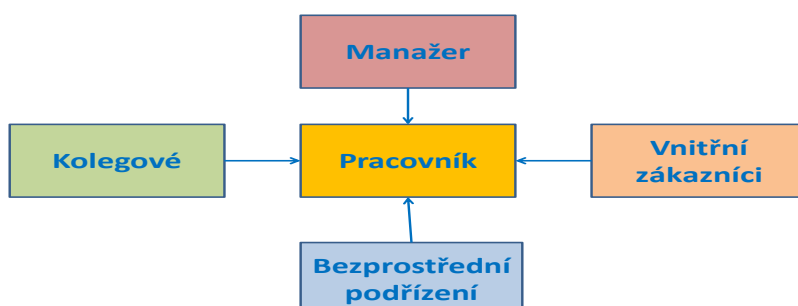 Manažer
Kolegové
Pracovník
Vnitřní
zákazníci
Bezprostřední
podřízení